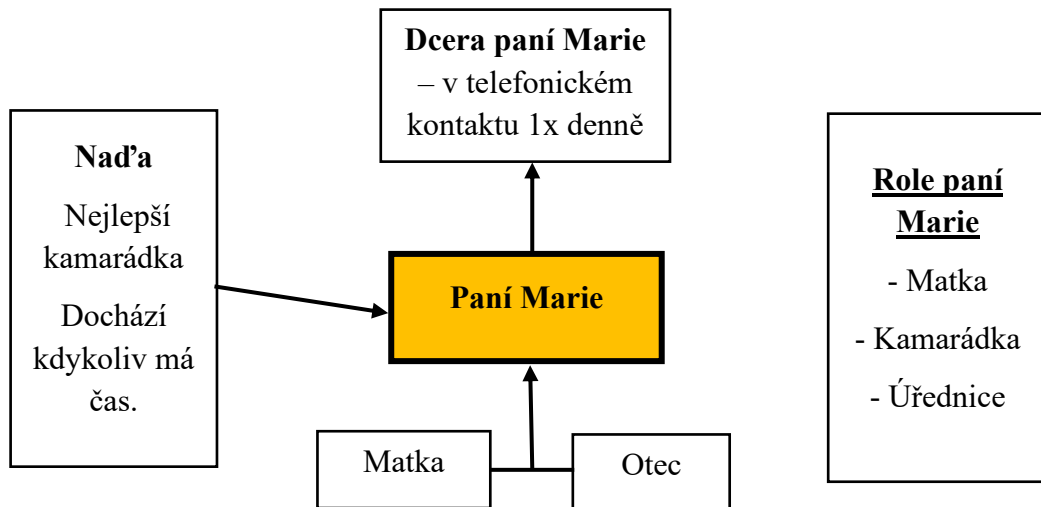 Dcera paní Marie
– v telefonickém
kontaktu 1x denně
Naďa
Nejlepší
kamarádka
Dochází
kdykoliv má
čas.
Role paní
Marie
- Matka
- Kamarádka
- Úřednice
Paní Marie
Matka
Otec